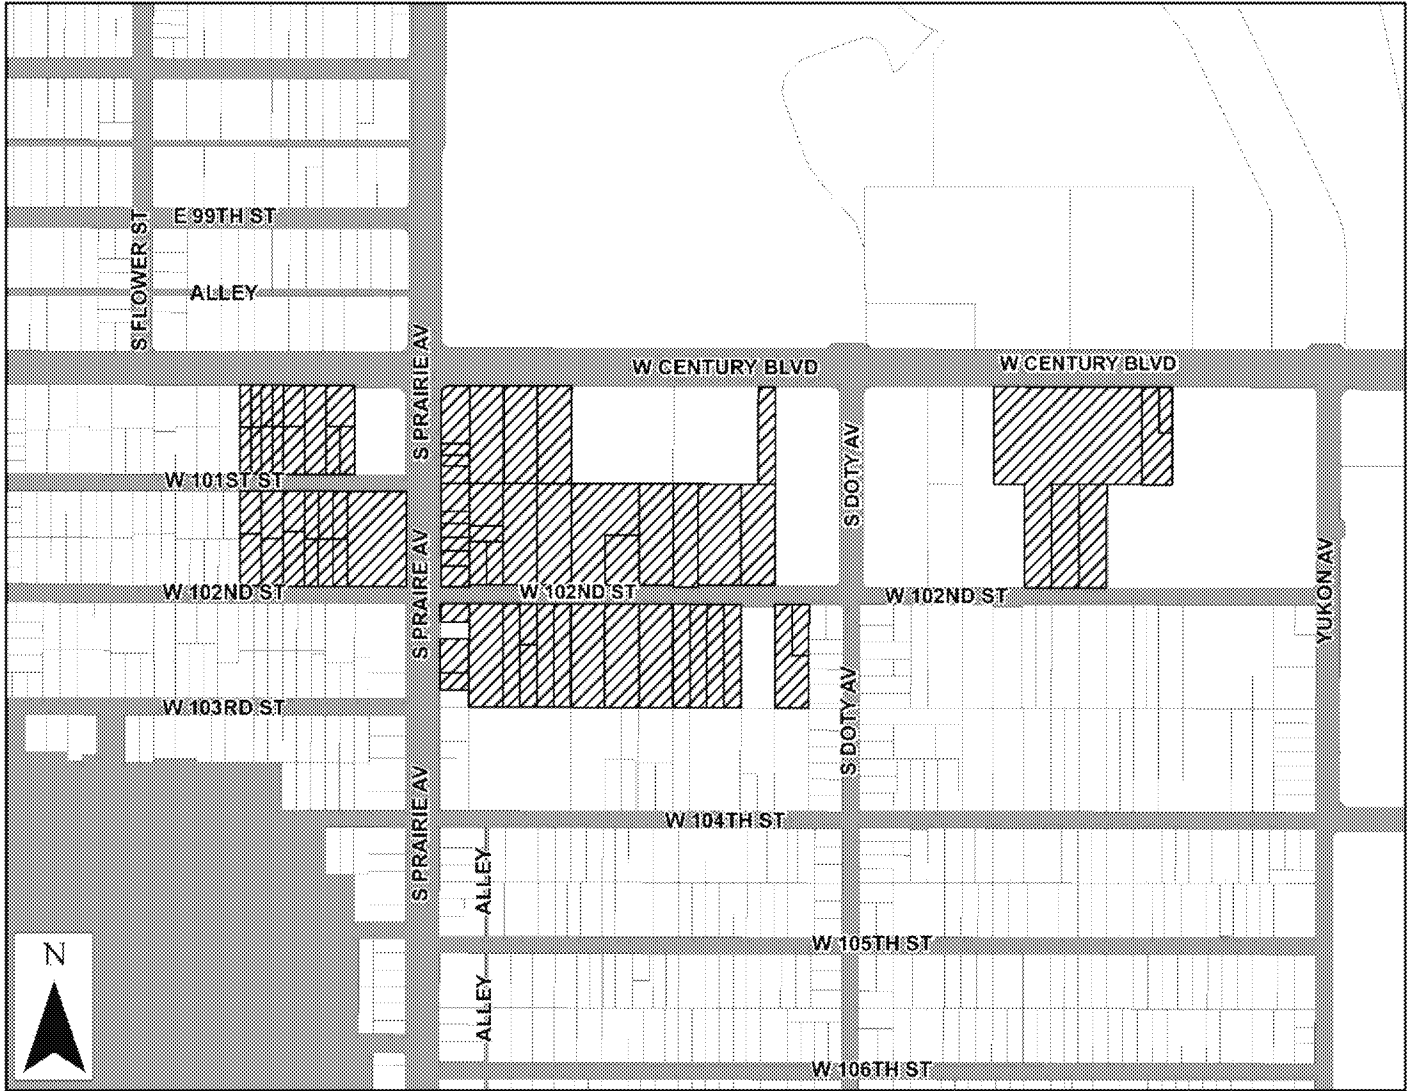 E 99TH ST
S FLOWER ST
ALLEY
S PRAIRIE AV
W CENTURY BLVD
W CENTURY BLVD
W 101ST ST
S DOTY AV
W 102ND ST
S PRAIRE AV
W 102ND ST
W 102ND ST
YUKON AV
W 103RD ST
S DOTY AV
S PRAIRIE AV
W 104TH ST
ALLEY
W 105TH ST
N
ALLEY
W 106TH ST